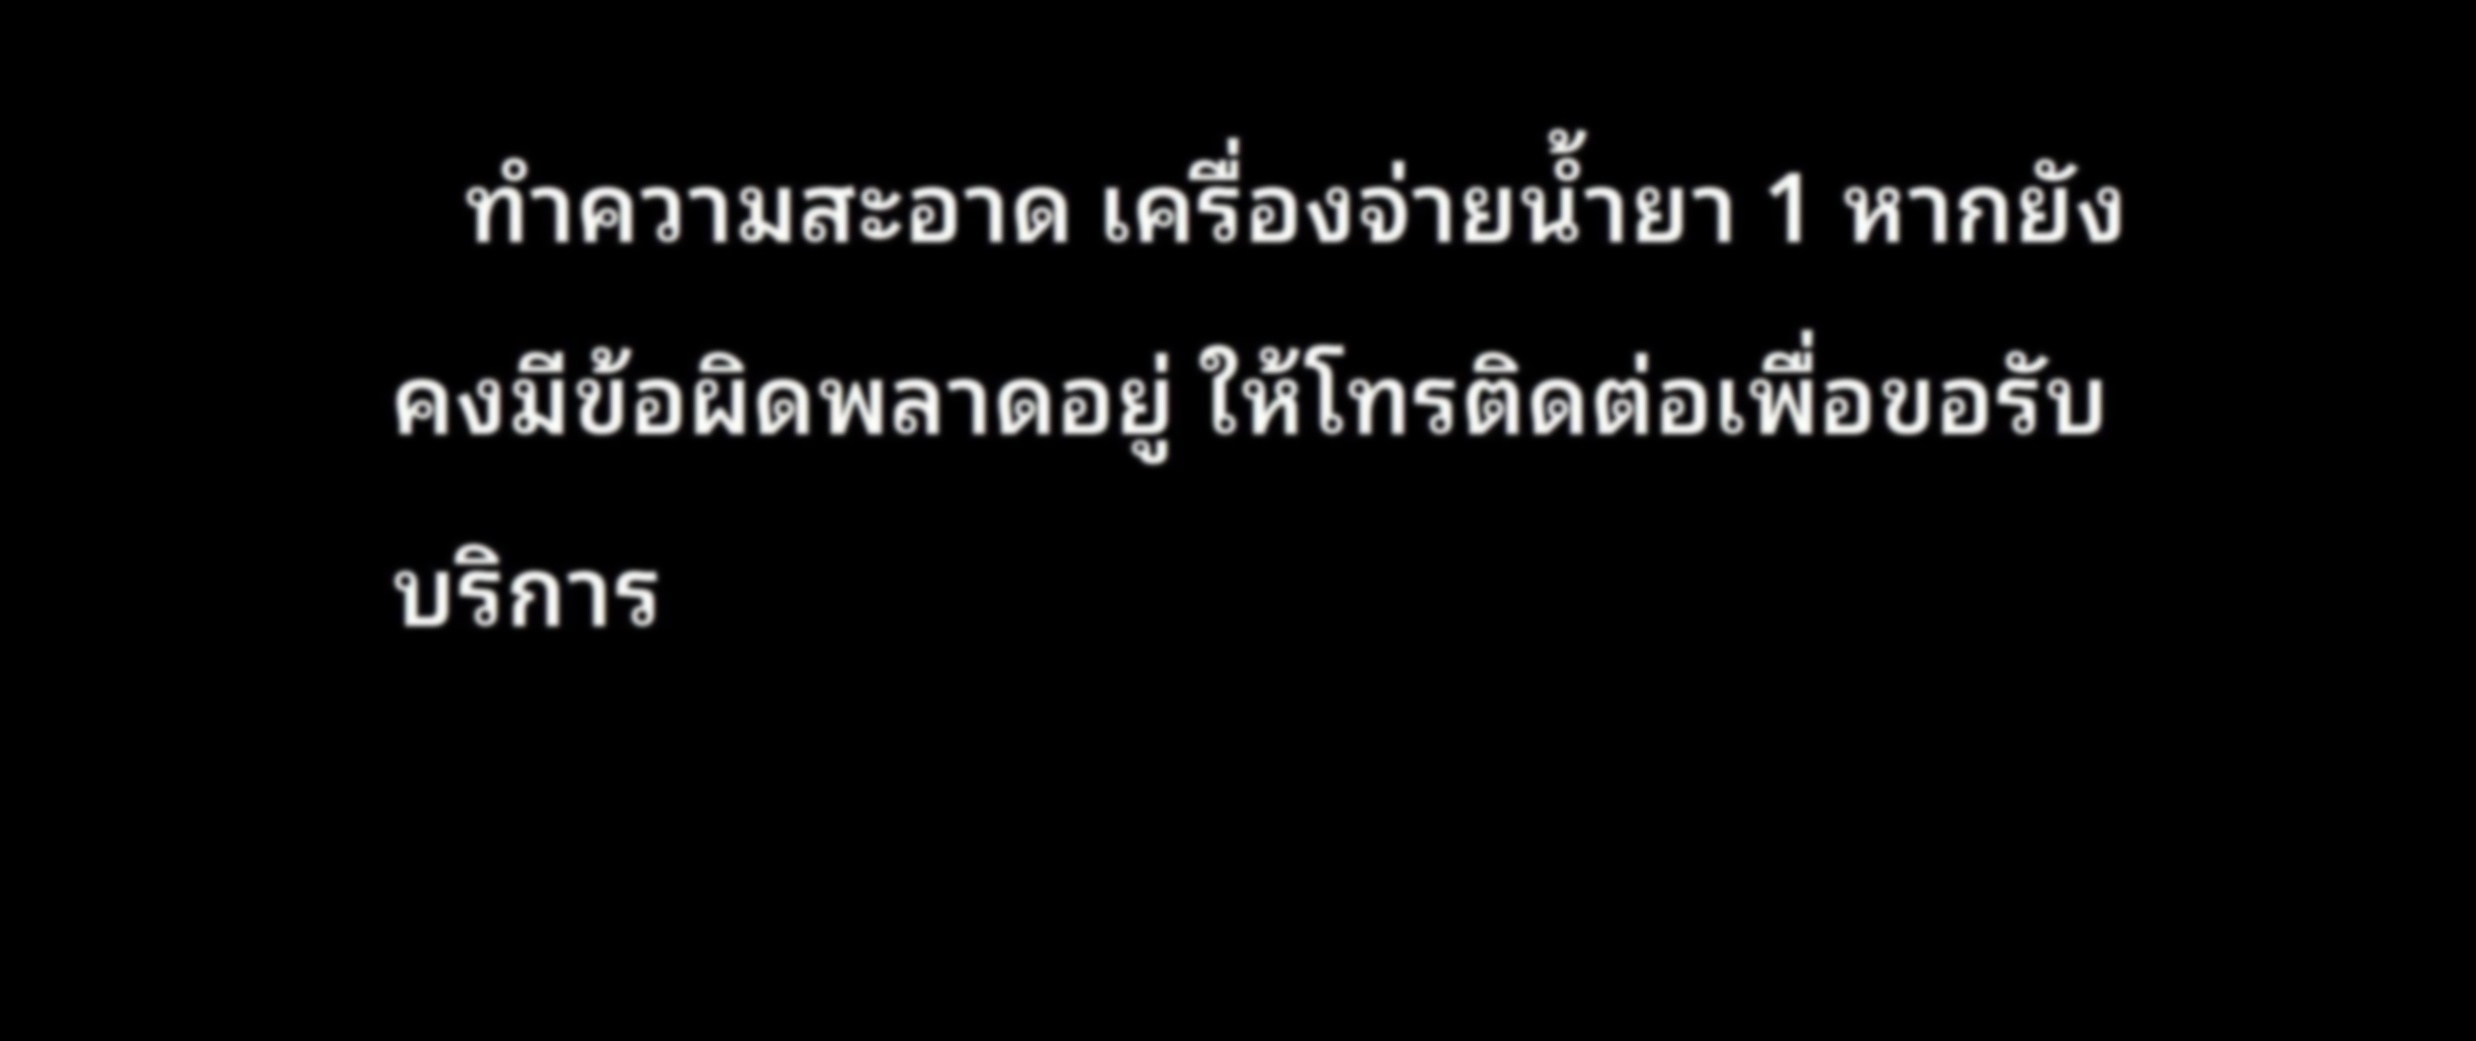 ทำความสะอาด เครื่องจ่ายน้ำยา 1 หากยัง
คงมีข้อผิดพลาดอยู่ ให้โทรติดต่อเพื่อขอรับ
บริการ